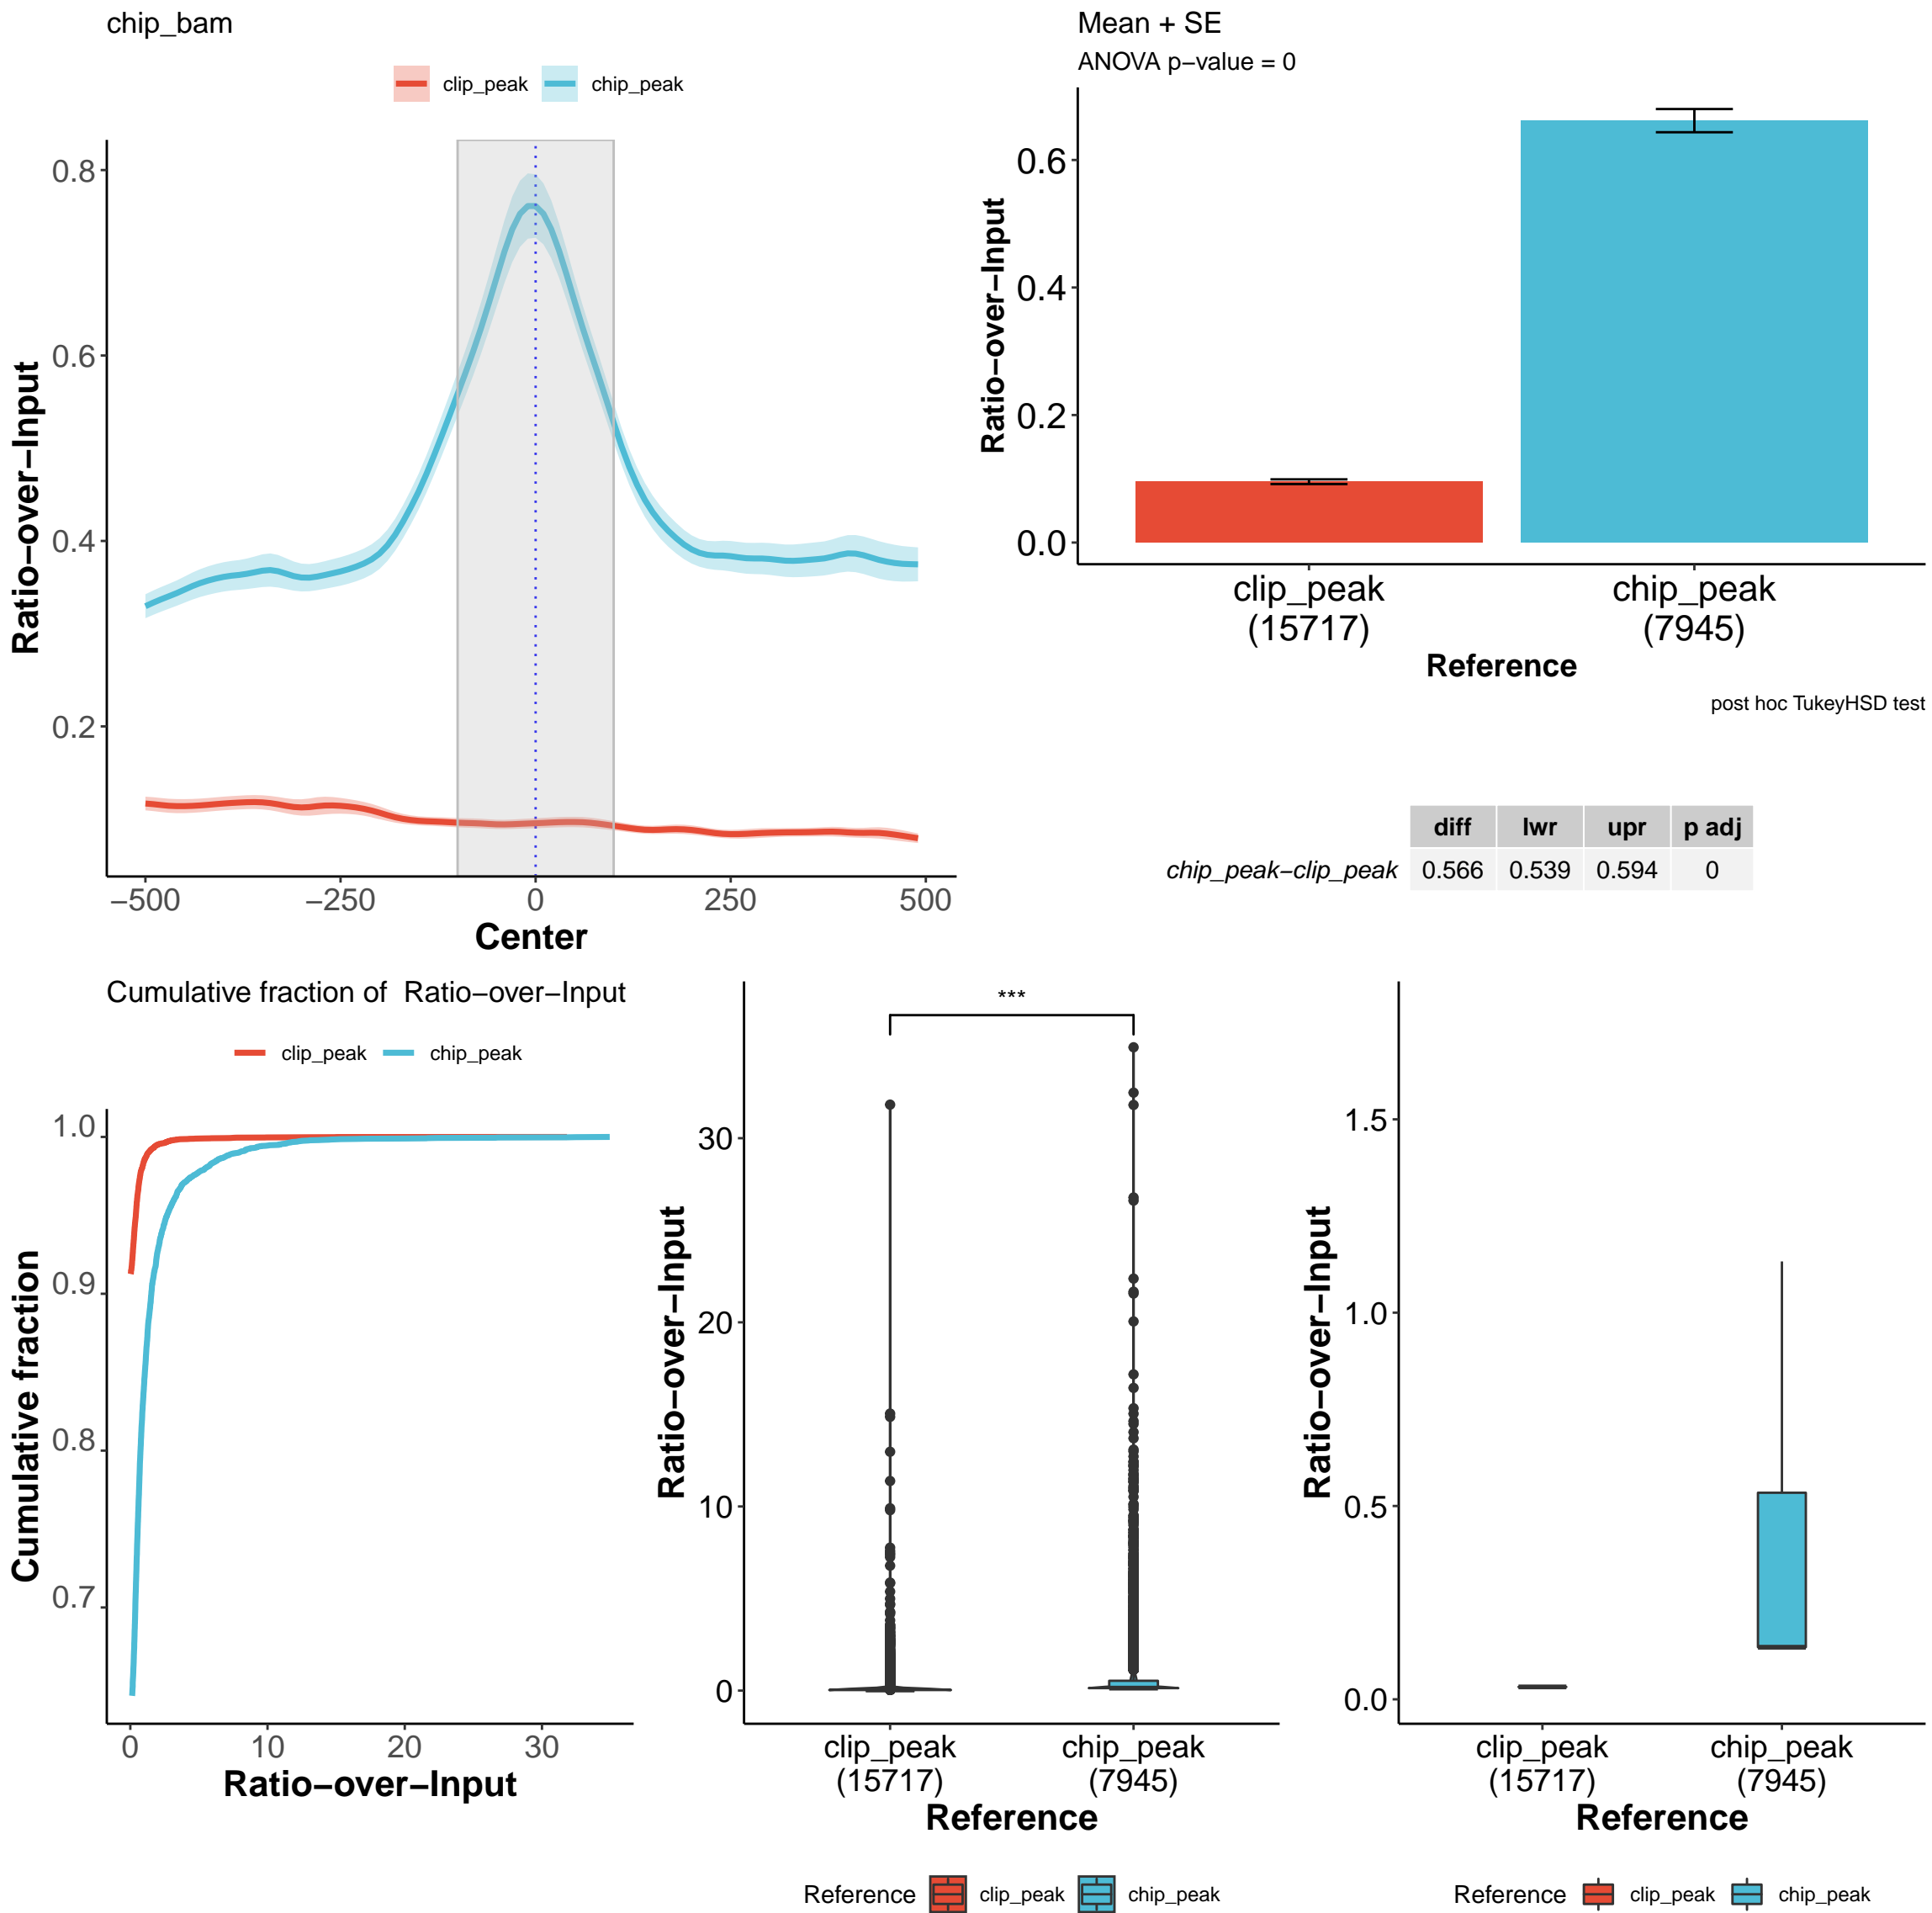 chip_bam
clip_peak chip_peak
Ratio−over−Input
0.8
0.6
0.4
0.2
−500 −250 0 250 500
Center
Mean + SE
ANOVA p−value = 0
Ratio−over−Input
0.6
0.4
0.2
0.0
clip_peak chip_peak
(15717) (7945)
Reference
post hoc TukeyHSD test
diff lwr upr p adj
chip_peak−clip_peak 0.566 0.539 0.594 0
Cumulative fraction of Ratio−over−Input
clip_peak chip_peak
Cumulative fraction
1.0
0.9
0.8
0.7
0 10 20 30
Ratio−over−Input
***
Ratio−over−Input
30
20
10
0
clip_peak chip_peak
(15717) (7945)
Reference
Reference clip_peak chip_peak
Ratio−over−Input
1.5
1.0
0.5
0.0
clip_peak chip_peak
(15717) (7945)
Reference
Reference clip_peak chip_peak